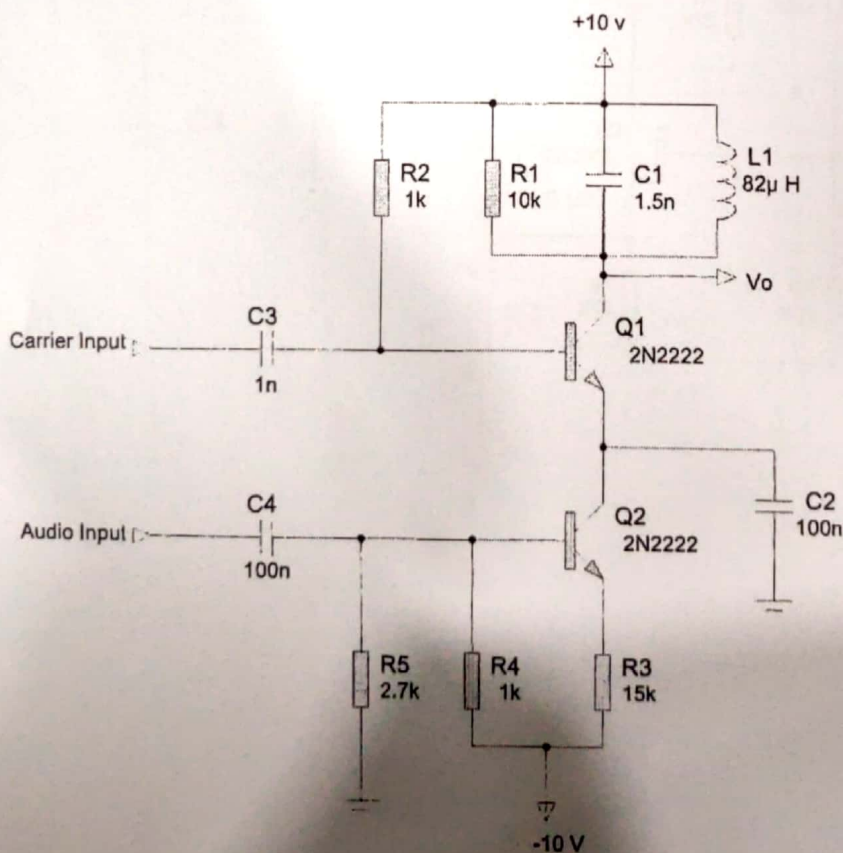 +10 v
R2
1k
R1
10k
C1
1.5n
L1
82µ H
Vo
Carrier Input
C3
1n
Q1
2N2222
Audio Input
C4
100n
Q2
2N2222
C2
100n
R5
2.7k
R4
1k
R3
15k
-10 V